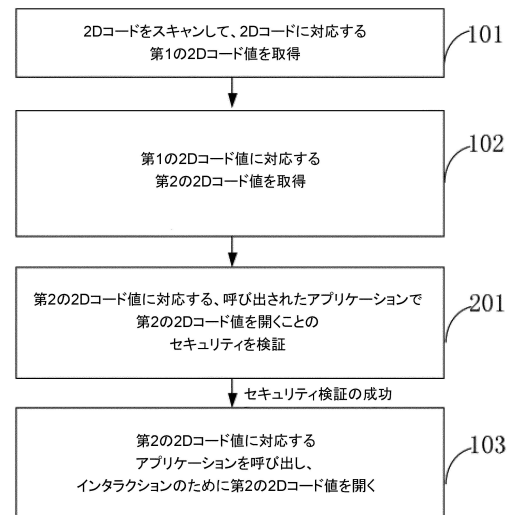 2Dコードをスキャンして、2Dコードに対応する
第1の2Dコード値を取得
101
第1の2Dコード値に対応する
第2の2Dコード値を取得
102
第2の2Dコード値に対応する、呼び出されたアプリケーションで
第2の2Dコード値を開くことの
セキュリティを検証
201
セキュリティ検証の成功
第2の2Dコード値に対応する
アプリケーションを呼び出し、
インタラクションのために第2の2Dコード値を開く
103